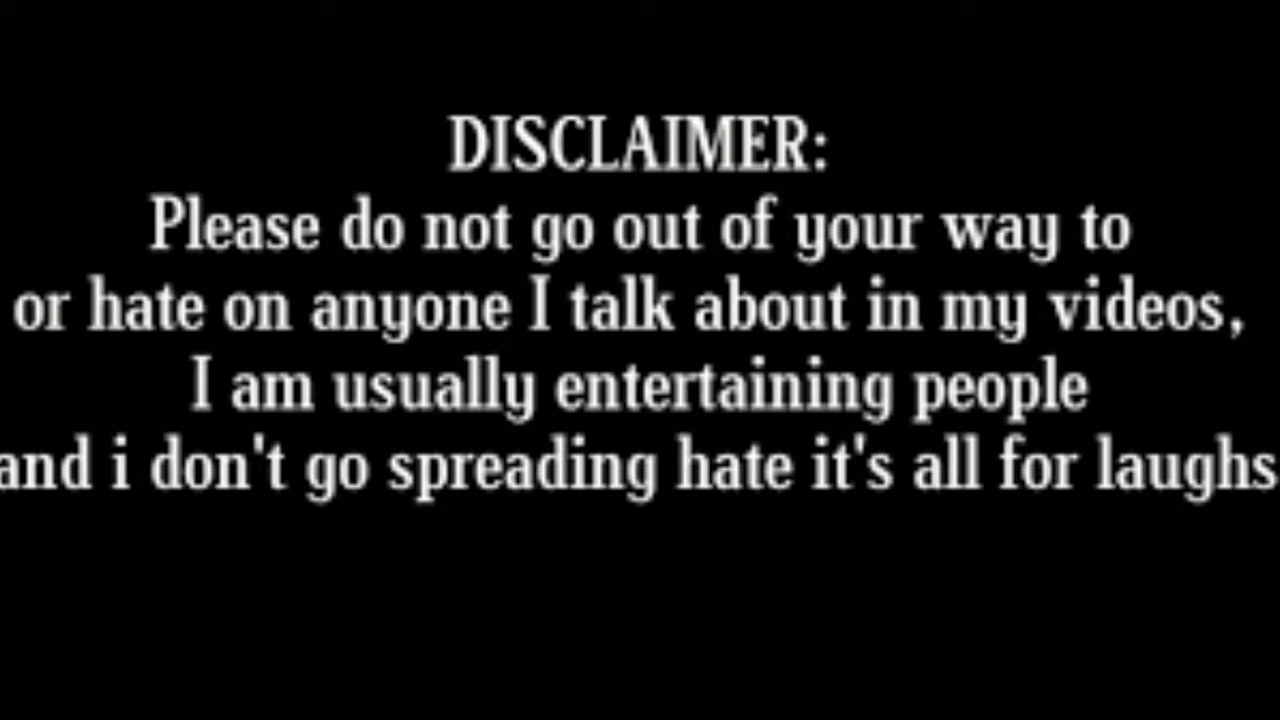 DISCLAIMER:
Please do not go out of your way to
or hate on anyone I talk about in my videos,
I am usually entertaining people
and i don't go spreading hate it's all for laughs